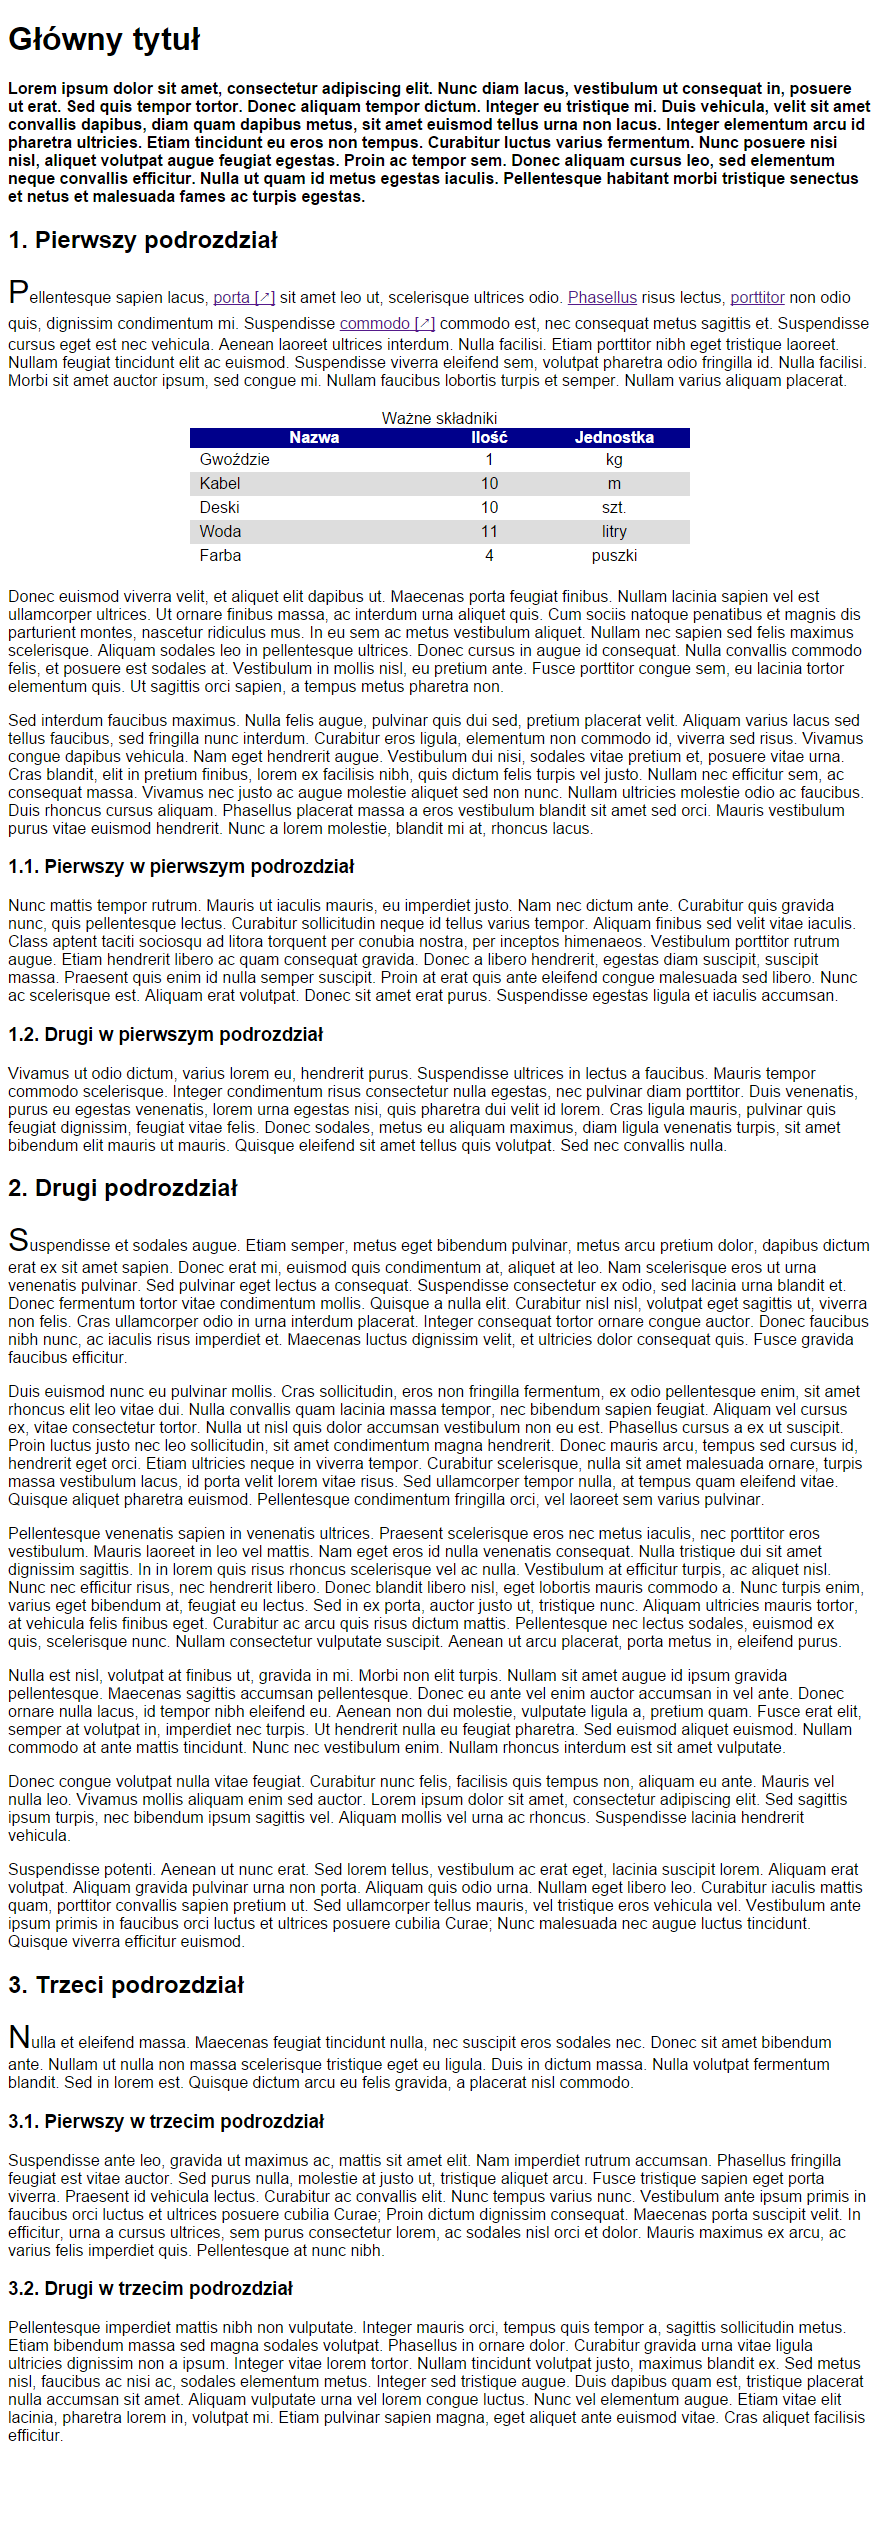 Główny tytuł
Lorem ipsum dolor sit amet, consectetur adipiscing elit. Nunc diam lacus, vestibulum ut consequat in, posuere
ut erat. Sed quis tempor tortor. Donec aliquam tempor dictum. Integer eu tristique mi. Duis vehicula, velit sit amet
convallis dapibus, diam quam dapibus metus, sit amet euismod tellus urna non lacus. Integer elementum arcu id
pharetra ultricies. Etiam tincidunt eu eros non tempus. Curabitur luctus varius fermentum. Nunc posuere nisi
nisl, aliquet volutpat augue feugiat egestas. Proin ac tempor sem. Donec aliquam cursus leo, sed elementum
neque convallis efficitur. Nulla ut quam id metus egestas iaculis. Pellentesque habitant morbi tristique senectus
et netus et malesuada fames ac turpis egestas.
1. Pierwszy podrozdział
Pellentesque sapien lacus, porta [↗] sit amet leo ut, scelerisque ultrices odio. Phasellus risus lectus, porttitor non odio
quis, dignissim condimentum mi. Suspendisse commodo [↗] commodo est, nec consequat metus sagittis et. Suspendisse
cursus eget est nec vehicula. Aenean laoreet ultrices interdum. Nulla facilisi. Etiam porttitor nibh eget tristique laoreet.
Nullam feugiat tincidunt elit ac euismod. Suspendisse viverra eleifend sem, volutpat pharetra odio fringilla id. Nulla facilisi.
Morbi sit amet auctor ipsum, sed congue mi. Nullam faucibus lobortis turpis et semper. Nullam varius aliquam placerat.
Ważne składniki
Nazwa Ilość Jednostka
Gwoździe 1 kg
Kabel 10 m
Deski 10 szt.
Woda 11 litry
Farba 4 puszki
Donec euismod viverra velit, et aliquet elit dapibus ut. Maecenas porta feugiat finibus. Nullam lacinia sapien vel est
ullamcorper ultrices. Ut ornare finibus massa, ac interdum urna aliquet quis. Cum sociis natoque penatibus et magnis dis
parturient montes, nascetur ridiculus mus. In eu sem ac metus vestibulum aliquet. Nullam nec sapien sed felis maximus
scelerisque. Aliquam sodales leo in pellentesque ultrices. Donec cursus in augue id consequat. Nulla convallis commodo
felis, et posuere est sodales at. Vestibulum in mollis nisl, eu pretium ante. Fusce porttitor congue sem, eu lacinia tortor
elementum quis. Ut sagittis orci sapien, a tempus metus pharetra non.
Sed interdum faucibus maximus. Nulla felis augue, pulvinar quis dui sed, pretium placerat velit. Aliquam varius lacus sed
tellus faucibus, sed fringilla nunc interdum. Curabitur eros ligula, elementum non commodo id, viverra sed risus. Vivamus
congue dapibus vehicula. Nam eget hendrerit augue. Vestibulum dui nisi, sodales vitae pretium et, posuere vitae urna.
Cras blandit, elit in pretium finibus, lorem ex facilisis nibh, quis dictum felis turpis vel justo. Nullam nec efficitur sem, ac
consequat massa. Vivamus nec justo ac augue molestie aliquet sed non nunc. Nullam ultricies molestie odio ac faucibus.
Duis rhoncus cursus aliquam. Phasellus placerat massa a eros vestibulum blandit sit amet sed orci. Mauris vestibulum
purus vitae euismod hendrerit. Nunc a lorem molestie, blandit mi at, rhoncus lacus.
1.1. Pierwszy w pierwszym podrozdział
Nunc mattis tempor rutrum. Mauris ut iaculis mauris, eu imperdiet justo. Nam nec dictum ante. Curabitur quis gravida
nunc, quis pellentesque lectus. Curabitur sollicitudin neque id tellus varius tempor. Aliquam finibus sed velit vitae iaculis.
Class aptent taciti sociosqu ad litora torquent per conubia nostra, per inceptos himenaeos. Vestibulum porttitor rutrum
augue. Etiam hendrerit libero ac quam consequat gravida. Donec a libero hendrerit, egestas diam suscipit, suscipit
massa. Praesent quis enim id nulla semper suscipit. Proin at erat quis ante eleifend congue malesuada sed libero. Nunc
ac scelerisque est. Aliquam erat volutpat. Donec sit amet erat purus. Suspendisse egestas ligula et iaculis accumsan.
1.2. Drugi w pierwszym podrozdział
Vivamus ut odio dictum, varius lorem eu, hendrerit purus. Suspendisse ultrices in lectus a faucibus. Mauris tempor
commodo scelerisque. Integer condimentum risus consectetur nulla egestas, nec pulvinar diam porttitor. Duis venenatis,
purus eu egestas venenatis, lorem urna egestas nisi, quis pharetra dui velit id lorem. Cras ligula mauris, pulvinar quis
feugiat dignissim, feugiat vitae felis. Donec sodales, metus eu aliquam maximus, diam ligula venenatis turpis, sit amet
bibendum elit mauris ut mauris. Quisque eleifend sit amet tellus quis volutpat. Sed nec convallis nulla.
2. Drugi podrozdział
Suspendisse et sodales augue. Etiam semper, metus eget bibendum pulvinar, metus arcu pretium dolor, dapibus dictum
erat ex sit amet sapien. Donec erat mi, euismod quis condimentum at, aliquet at leo. Nam scelerisque eros ut urna
venenatis pulvinar. Sed pulvinar eget lectus a consequat. Suspendisse consectetur ex odio, sed lacinia urna blandit et.
Donec fermentum tortor vitae condimentum mollis. Quisque a nulla elit. Curabitur nisl nisl, volutpat eget sagittis ut, viverra
non felis. Cras ullamcorper odio in urna interdum placerat. Integer consequat tortor ornare congue auctor. Donec faucibus
nibh nunc, ac iaculis risus imperdiet et. Maecenas luctus dignissim velit, et ultricies dolor consequat quis. Fusce gravida
faucibus efficitur.
Duis euismod nunc eu pulvinar mollis. Cras sollicitudin, eros non fringilla fermentum, ex odio pellentesque enim, sit amet
rhoncus elit leo vitae dui. Nulla convallis quam lacinia massa tempor, nec bibendum sapien feugiat. Aliquam vel cursus
ex, vitae consectetur tortor. Nulla ut nisl quis dolor accumsan vestibulum non eu est. Phasellus cursus a ex ut suscipit.
Proin luctus justo nec leo sollicitudin, sit amet condimentum magna hendrerit. Donec mauris arcu, tempus sed cursus id,
hendrerit eget orci. Etiam ultricies neque in viverra tempor. Curabitur scelerisque, nulla sit amet malesuada ornare, turpis
massa vestibulum lacus, id porta velit lorem vitae risus. Sed ullamcorper tempor nulla, at tempus quam eleifend vitae.
Quisque aliquet pharetra euismod. Pellentesque condimentum fringilla orci, vel laoreet sem varius pulvinar.
Pellentesque venenatis sapien in venenatis ultrices. Praesent scelerisque eros nec metus iaculis, nec porttitor eros
vestibulum. Mauris laoreet in leo vel mattis. Nam eget eros id nulla venenatis consequat. Nulla tristique dui sit amet
dignissim sagittis. In in lorem quis risus rhoncus scelerisque vel ac nulla. Vestibulum at efficitur turpis, ac aliquet nisl.
Nunc nec efficitur risus, nec hendrerit libero. Donec blandit libero nisl, eget lobortis mauris commodo a. Nunc turpis enim,
varius eget bibendum at, feugiat eu lectus. Sed in ex porta, auctor justo ut, tristique nunc. Aliquam ultricies mauris tortor,
at vehicula felis finibus eget. Curabitur ac arcu quis risus dictum mattis. Pellentesque nec lectus sodales, euismod ex
quis, scelerisque nunc. Nullam consectetur vulputate suscipit. Aenean ut arcu placerat, porta metus in, eleifend purus.
Nulla est nisl, volutpat at finibus ut, gravida in mi. Morbi non elit turpis. Nullam sit amet augue id ipsum gravida
pellentesque. Maecenas sagittis accumsan pellentesque. Donec eu ante vel enim auctor accumsan in vel ante. Donec
ornare nulla lacus, id tempor nibh eleifend eu. Aenean non dui molestie, vulputate ligula a, pretium quam. Fusce erat elit,
semper at volutpat in, imperdiet nec turpis. Ut hendrerit nulla eu feugiat pharetra. Sed euismod aliquet euismod. Nullam
commodo at ante mattis tincidunt. Nunc nec vestibulum enim. Nullam rhoncus interdum est sit amet vulputate.
Donec congue volutpat nulla vitae feugiat. Curabitur nunc felis, facilisis quis tempus non, aliquam eu ante. Mauris vel
nulla leo. Vivamus mollis aliquam enim sed auctor. Lorem ipsum dolor sit amet, consectetur adipiscing elit. Sed sagittis
ipsum turpis, nec bibendum ipsum sagittis vel. Aliquam mollis vel urna ac rhoncus. Suspendisse lacinia hendrerit
vehicula.
Suspendisse potenti. Aenean ut nunc erat. Sed lorem tellus, vestibulum ac erat eget, lacinia suscipit lorem. Aliquam erat
volutpat. Aliquam gravida pulvinar urna non porta. Aliquam quis odio urna. Nullam eget libero leo. Curabitur iaculis mattis
quam, porttitor convallis sapien pretium ut. Sed ullamcorper tellus mauris, vel tristique eros vehicula vel. Vestibulum ante
ipsum primis in faucibus orci luctus et ultrices posuere cubilia Curae; Nunc malesuada nec augue luctus tincidunt.
Quisque viverra efficitur euismod.
3. Trzeci podrozdział
Nulla et eleifend massa. Maecenas feugiat tincidunt nulla, nec suscipit eros sodales nec. Donec sit amet bibendum
ante. Nullam ut nulla non massa scelerisque tristique eget eu ligula. Duis in dictum massa. Nulla volutpat fermentum
blandit. Sed in lorem est. Quisque dictum arcu eu felis gravida, a placerat nisl commodo.
3.1. Pierwszy w trzecim podrozdział
Suspendisse ante leo, gravida ut maximus ac, mattis sit amet elit. Nam imperdiet rutrum accumsan. Phasellus fringilla
feugiat est vitae auctor. Sed purus nulla, molestie at justo ut, tristique aliquet arcu. Fusce tristique sapien eget porta
viverra. Praesent id vehicula lectus. Curabitur ac convallis elit. Nunc tempus varius nunc. Vestibulum ante ipsum primis in
faucibus orci luctus et ultrices posuere cubilia Curae; Proin dictum dignissim consequat. Maecenas porta suscipit velit. In
efficitur, urna a cursus ultrices, sem purus consectetur lorem, ac sodales nisl orci et dolor. Mauris maximus ex arcu, ac
varius felis imperdiet quis. Pellentesque at nunc nibh.
3.2. Drugi w trzecim podrozdział
Pellentesque imperdiet mattis nibh non vulputate. Integer mauris orci, tempus quis tempor a, sagittis sollicitudin metus.
Etiam bibendum massa sed magna sodales volutpat. Phasellus in ornare dolor. Curabitur gravida urna vitae ligula
ultricies dignissim non a ipsum. Integer vitae lorem tortor. Nullam tincidunt volutpat justo, maximus blandit ex. Sed metus
nisl, faucibus ac nisi ac, sodales elementum metus. Integer sed tristique augue. Duis dapibus quam est, tristique placerat
nulla accumsan sit amet. Aliquam vulputate urna vel lorem congue luctus. Nunc vel elementum augue. Etiam vitae elit
lacinia, pharetra lorem in, volutpat mi. Etiam pulvinar sapien magna, eget aliquet ante euismod vitae. Cras aliquet facilisis
efficitur.